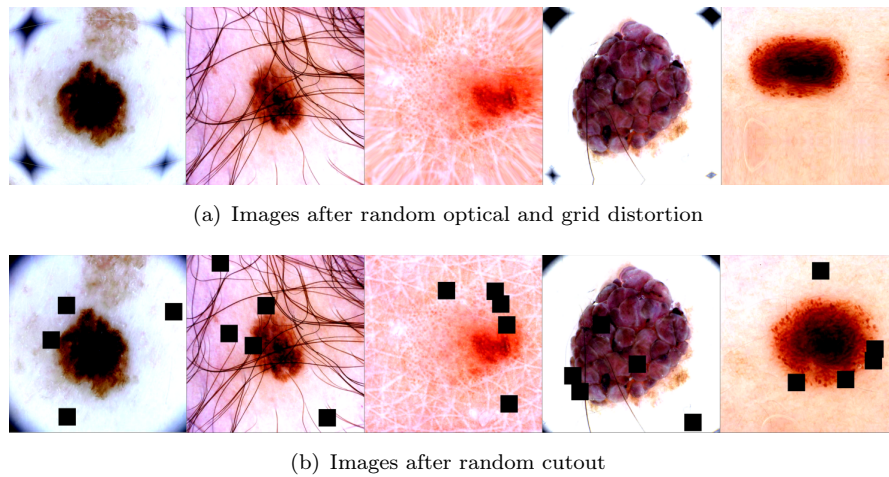 (a) Images after random optical and grid distortion
(b) Images after random cutout